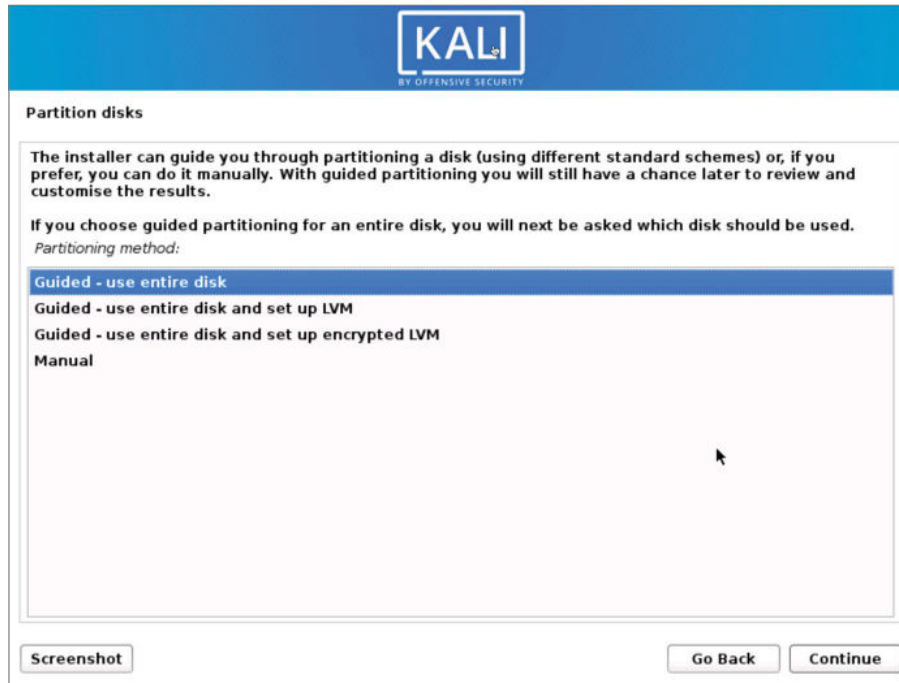 KALI
BY OFFENSIVE SECURITY
Partition disks
The installer can guide you through partitioning a disk (using different standard schemes) or, if you
prefer, you can do it manually. With guided partitioning you will still have a chance later to review and
customise the results.
If you choose guided partitioning for an entire disk, you will next be asked which disk should be used.
Partitioning method:
Guided - use entire disk
Guided - use entire disk and set up LVM
Guided - use entire disk and set up encrypted LVM
Manual
Screenshot
Go Back
Continue